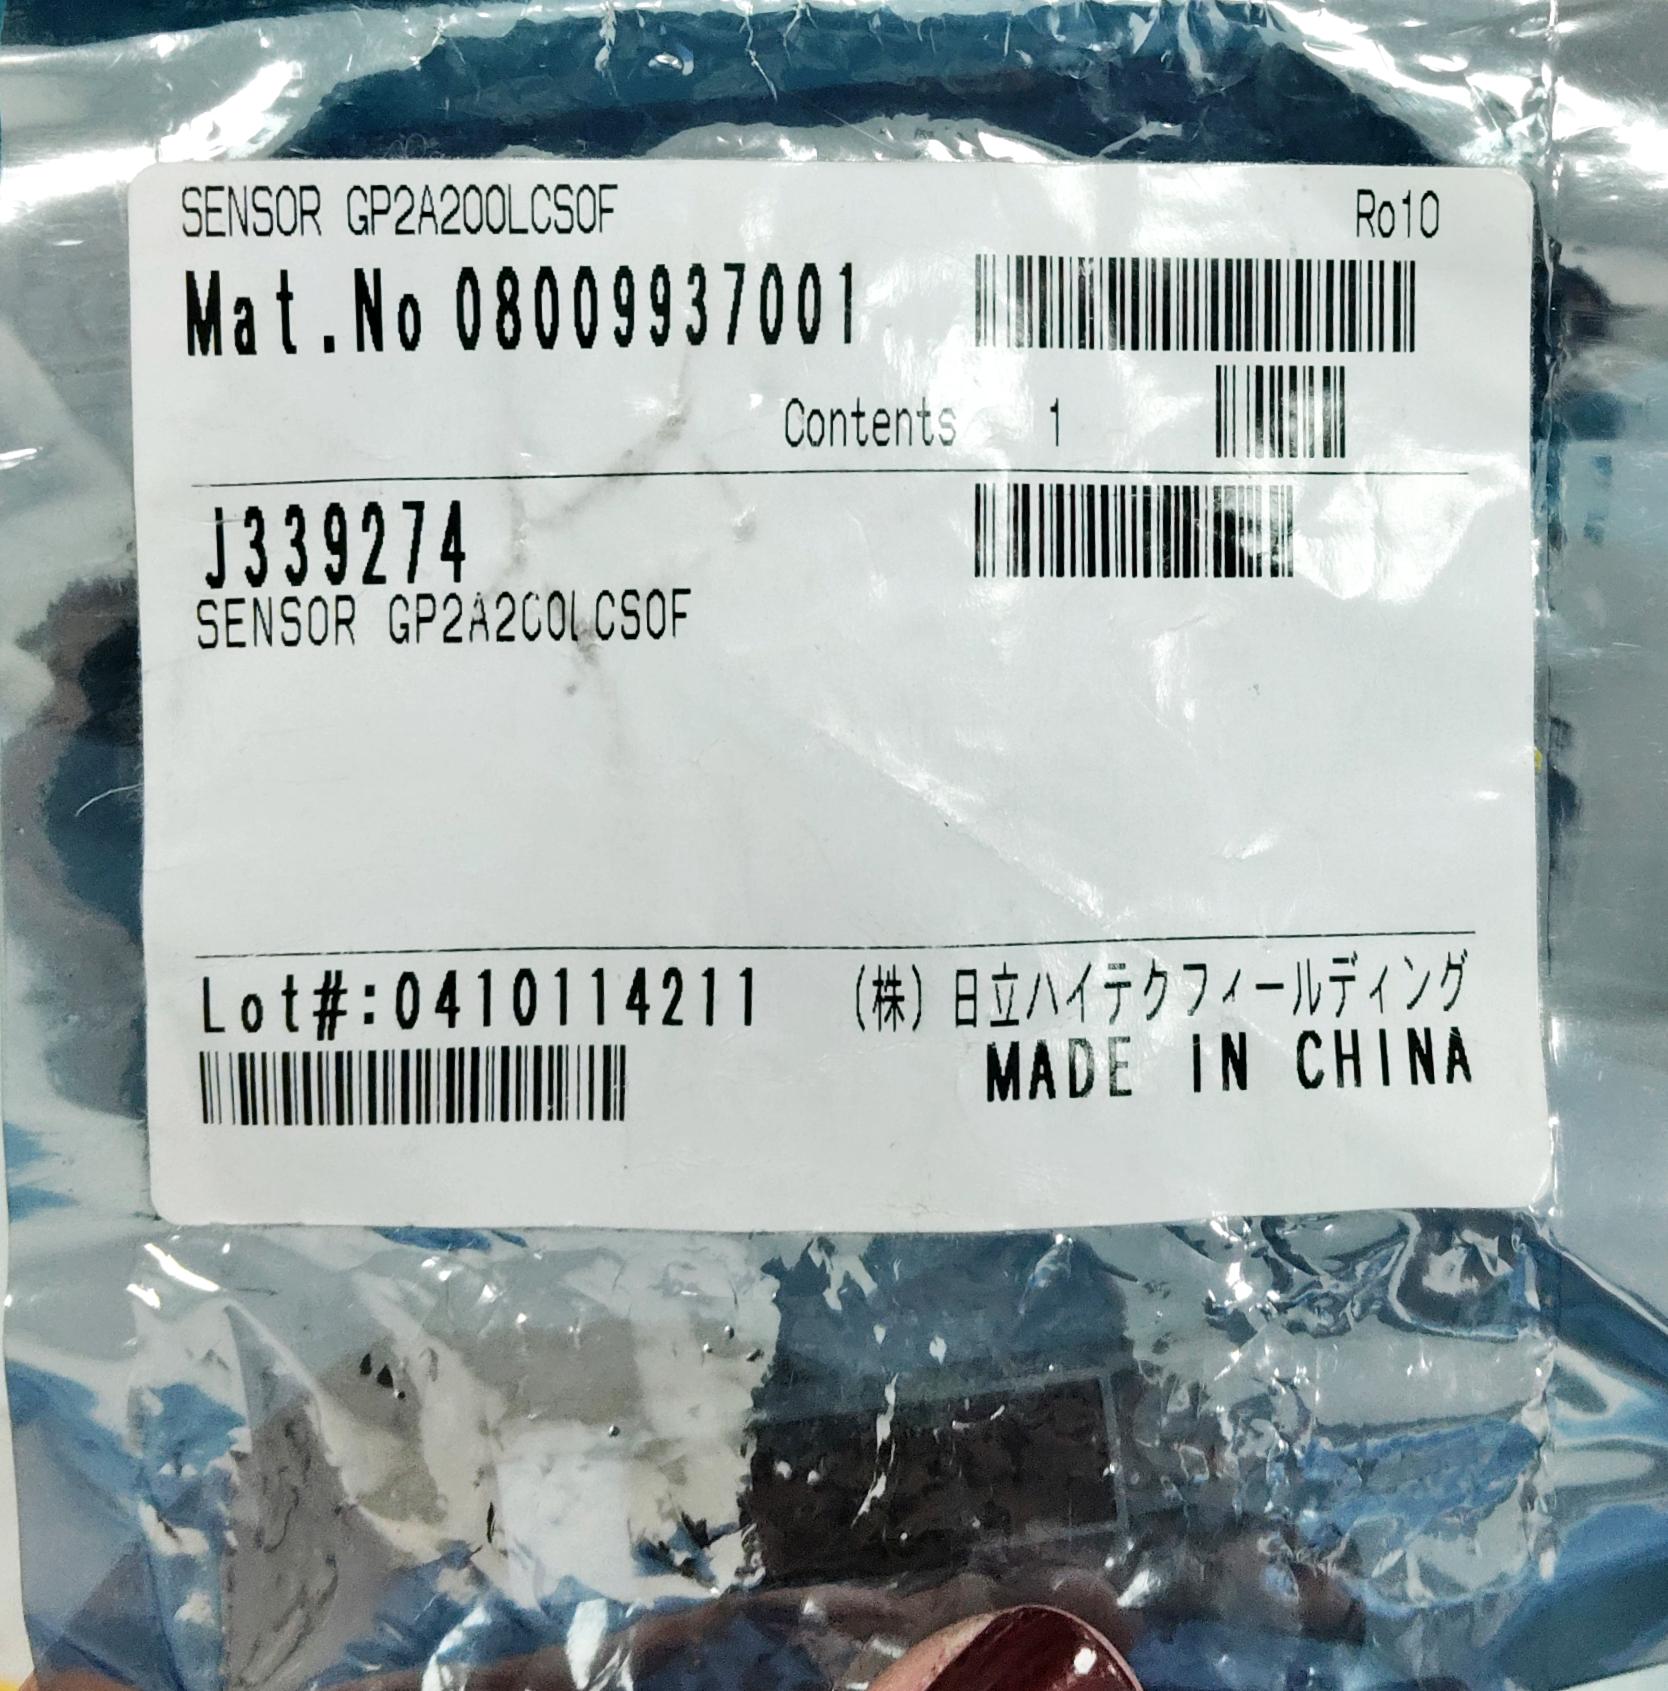 SENSOR GP2A200LCS0F
Ro10
Mat.No 08009937001
Contents 1
J339274
SENSOR GP2A200LCS0F
Lot#:0410114211
(株)日立ハイテクフィールディング
MADE IN CHINA